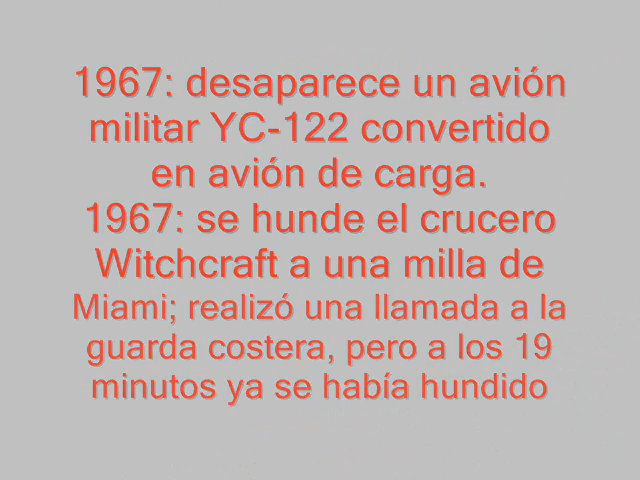 1967: desaparece un avión
militar YC-122 convertido
en avión de carga.
1967: se hunde el crucero
Witchcraft a una milla de
Miami; realizó una llamada a la
guarda costera, pero a los 19
minutos ya se había hundido